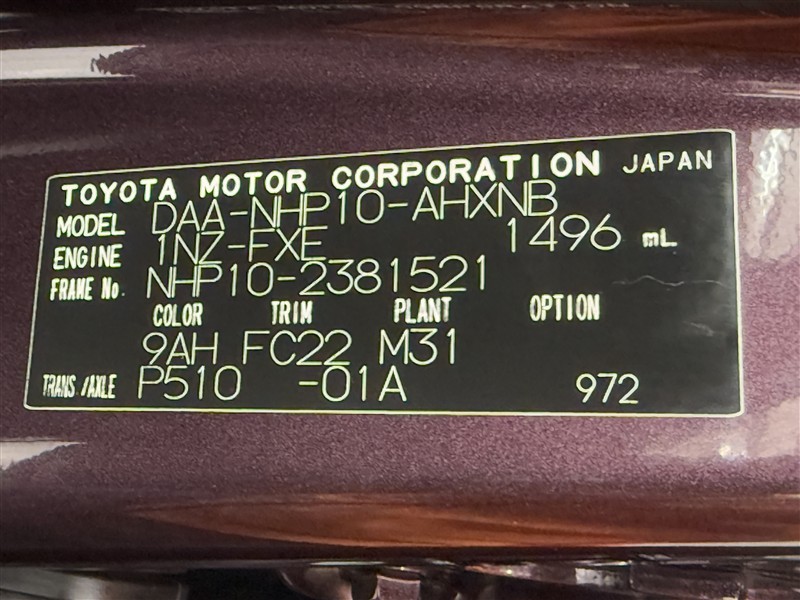 TOYOTA MOTOR CORPORATION JAPAN
MODEL DAA-NHP10-AHXNB
ENGINE 1NZ-FXE 1496 mL
FRAME No. NHP10-2381521
COLOR TRIM PLANT OPTION
9AH FC22 M31
TRANS./AXLE P510 -01A 972